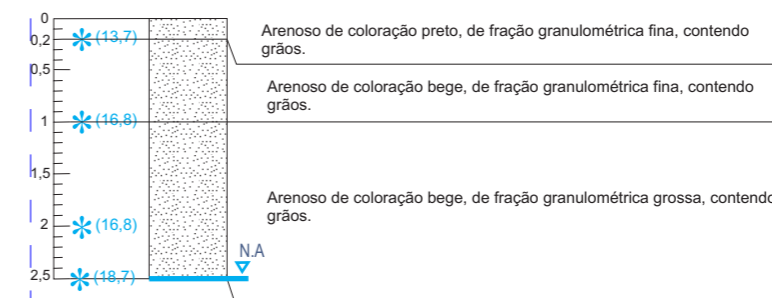 0
0,2
(13,7)
Arenoso de coloração preto, de fração granulométrica fina, contendo
grãos.
0,5
Arenoso de coloração bege, de fração granulométrica fina, contendo
grãos.
1
(16,8)
1,5
Arenoso de coloração bege, de fração granulométrica grossa, contendo
grãos.
2
(16,8)
N.A
2,5
(18,7)